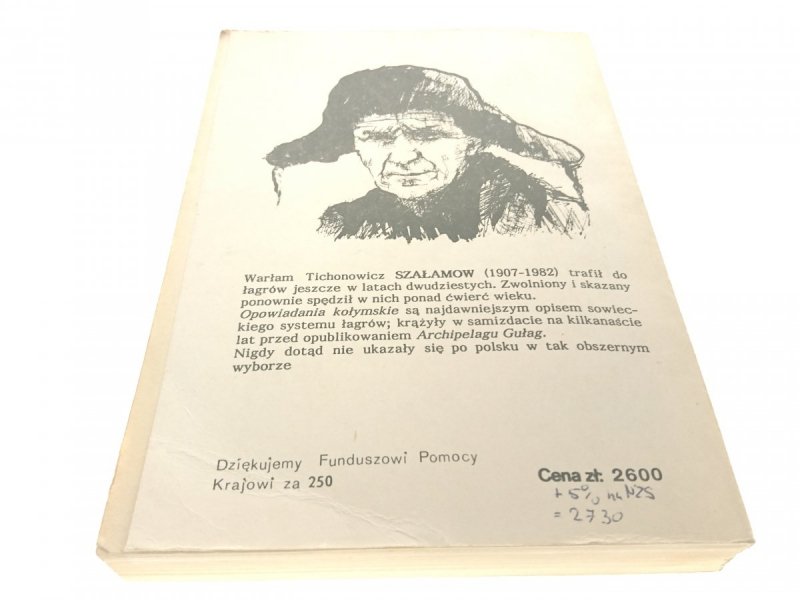 Warłam Tichonowicz SZAŁAMOW (1907-1982) trafił do
łagrów jeszcze w latach dwudziestych. Zwolniony i skazany
ponownie spędził w nich ponad ćwierć wieku.
Opowiadania kołymskie są najdawniejszym opisem sowiec-
kiego systemu łagrów; krążyły w samizdacie na kilkanaście
lat przed opublikowaniem Archipelagu Gułag.
Nigdy dotąd nie ukazały się po polsku w tak obszernym
wyborze
Dziękujemy Funduszowi Pomocy
Krajowi za 250
Cena zł: 2600
+ 5% na NZS
= 2730